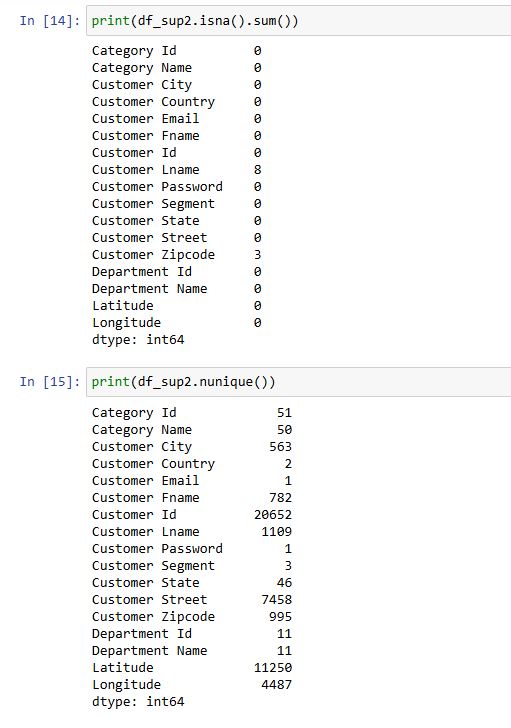 In [14]: print(df_sup2.isna().sum())
Category Id 0
Category Name 0
Customer City 0
Customer Country 0
Customer Email 0
Customer Fname 0
Customer Id 0
Customer Lname 8
Customer Password 0
Customer Segment 0
Customer State 0
Customer Street 0
Customer Zipcode 3
Department Id 0
Department Name 0
Latitude 0
Longitude 0
dtype: int64
In [15]: print(df_sup2.nunique())
Category Id 51
Category Name 50
Customer City 563
Customer Country 2
Customer Email 1
Customer Fname 782
Customer Id 20652
Customer Lname 1109
Customer Password 1
Customer Segment 3
Customer State 46
Customer Street 7458
Customer Zipcode 995
Department Id 11
Department Name 11
Latitude 11250
Longitude 4487
dtype: int64